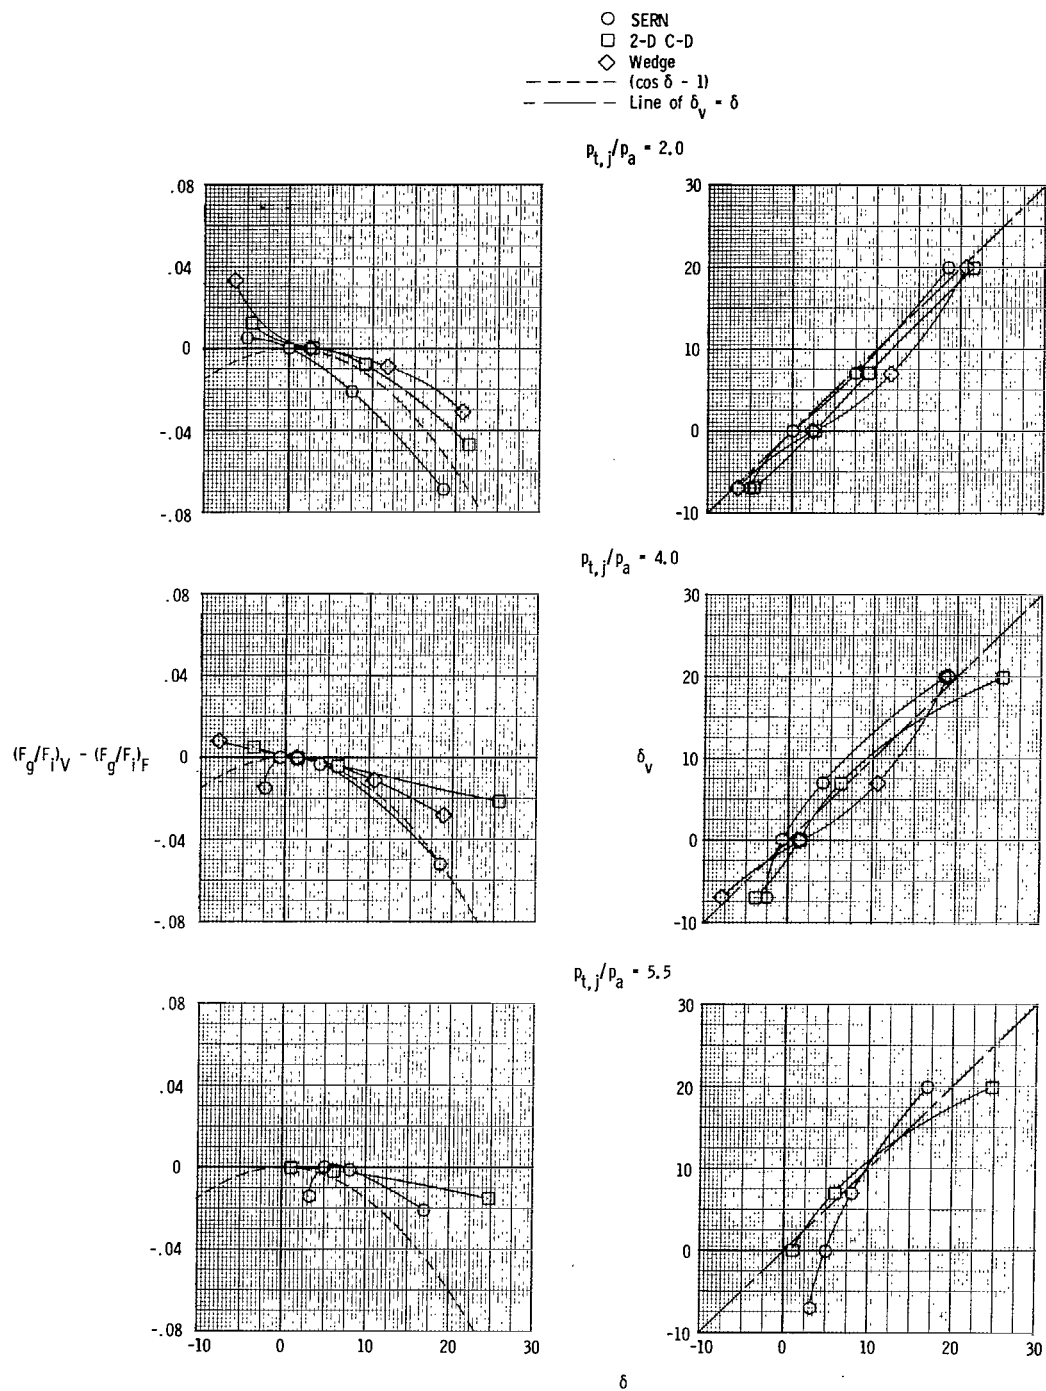 SERN
2-D C-D
Wedge
(cos δ - 1)
Line of δv = δ
pt,j/pa = 2.0
.08
.04
0
-.04
-.08
30
20
10
0
-10
pt,j/pa = 4.0
.08
.04
0
-.04
-.08
(Fg/Fi)V - (Fg/Fi)F
30
20
10
0
-10
δv
pt,j/pa = 5.5
.08
.04
0
-.04
-.08
-10 0 10 20 30
30
20
10
0
-10
-10 0 10 20 30
δ